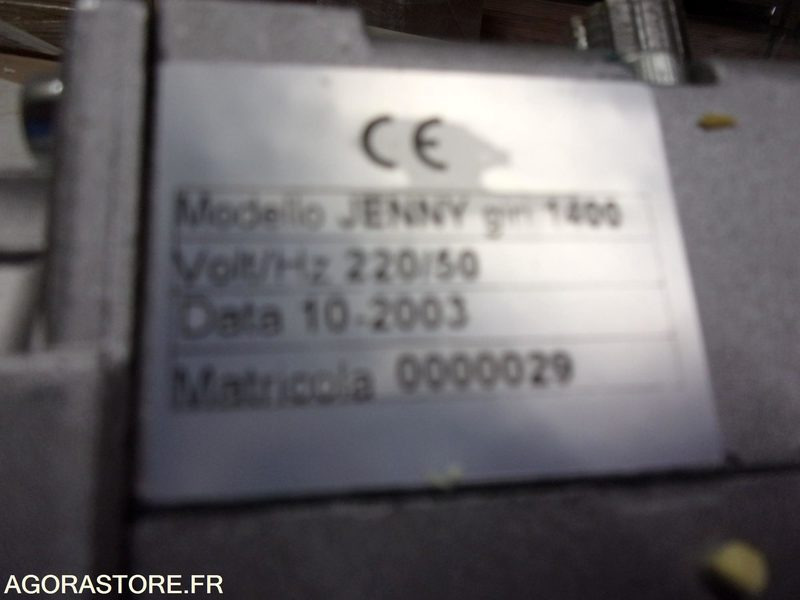 CE
Modello JENNY giri 1400
Volt/Hz 220/50
Data 10-2003
Matricola 0000029
AGORASTORE.FR